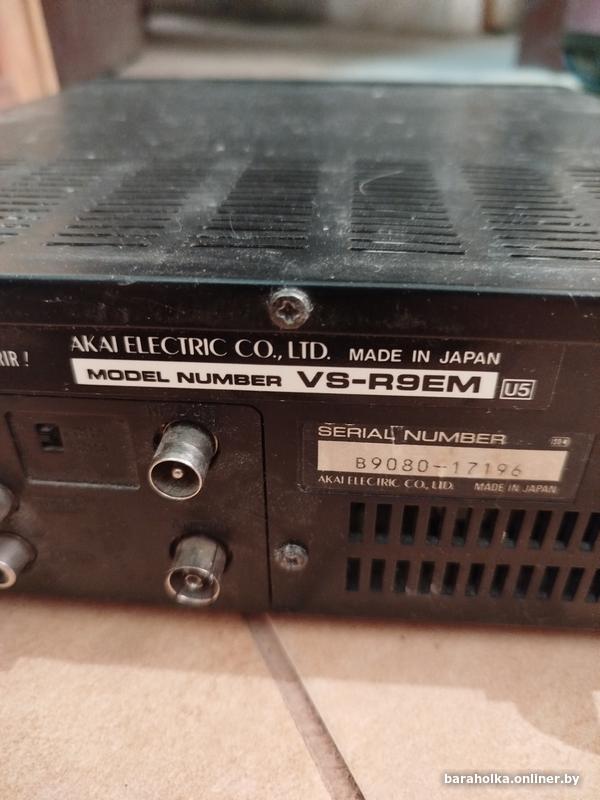 RIR !
AKAI ELECTRIC CO., LTD. MADE IN JAPAN
MODEL NUMBER VS-R9EM U5
SERIAL NUMBER
B9080-17196
AKAI ELECTRIC CO., LTD. MADE IN JAPAN
baraholka.onliner.by